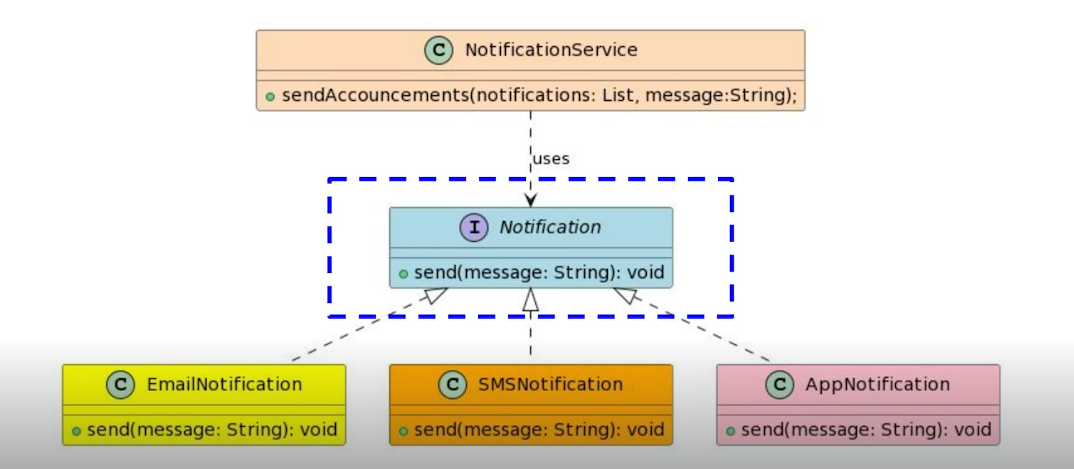 C NotificationService
sendAccouncements(notifications: List, message:String);
uses
I Notification
send(message: String): void
C EmailNotification
send(message: String): void
C SMSNotification
send(message: String): void
C AppNotification
send(message: String): void